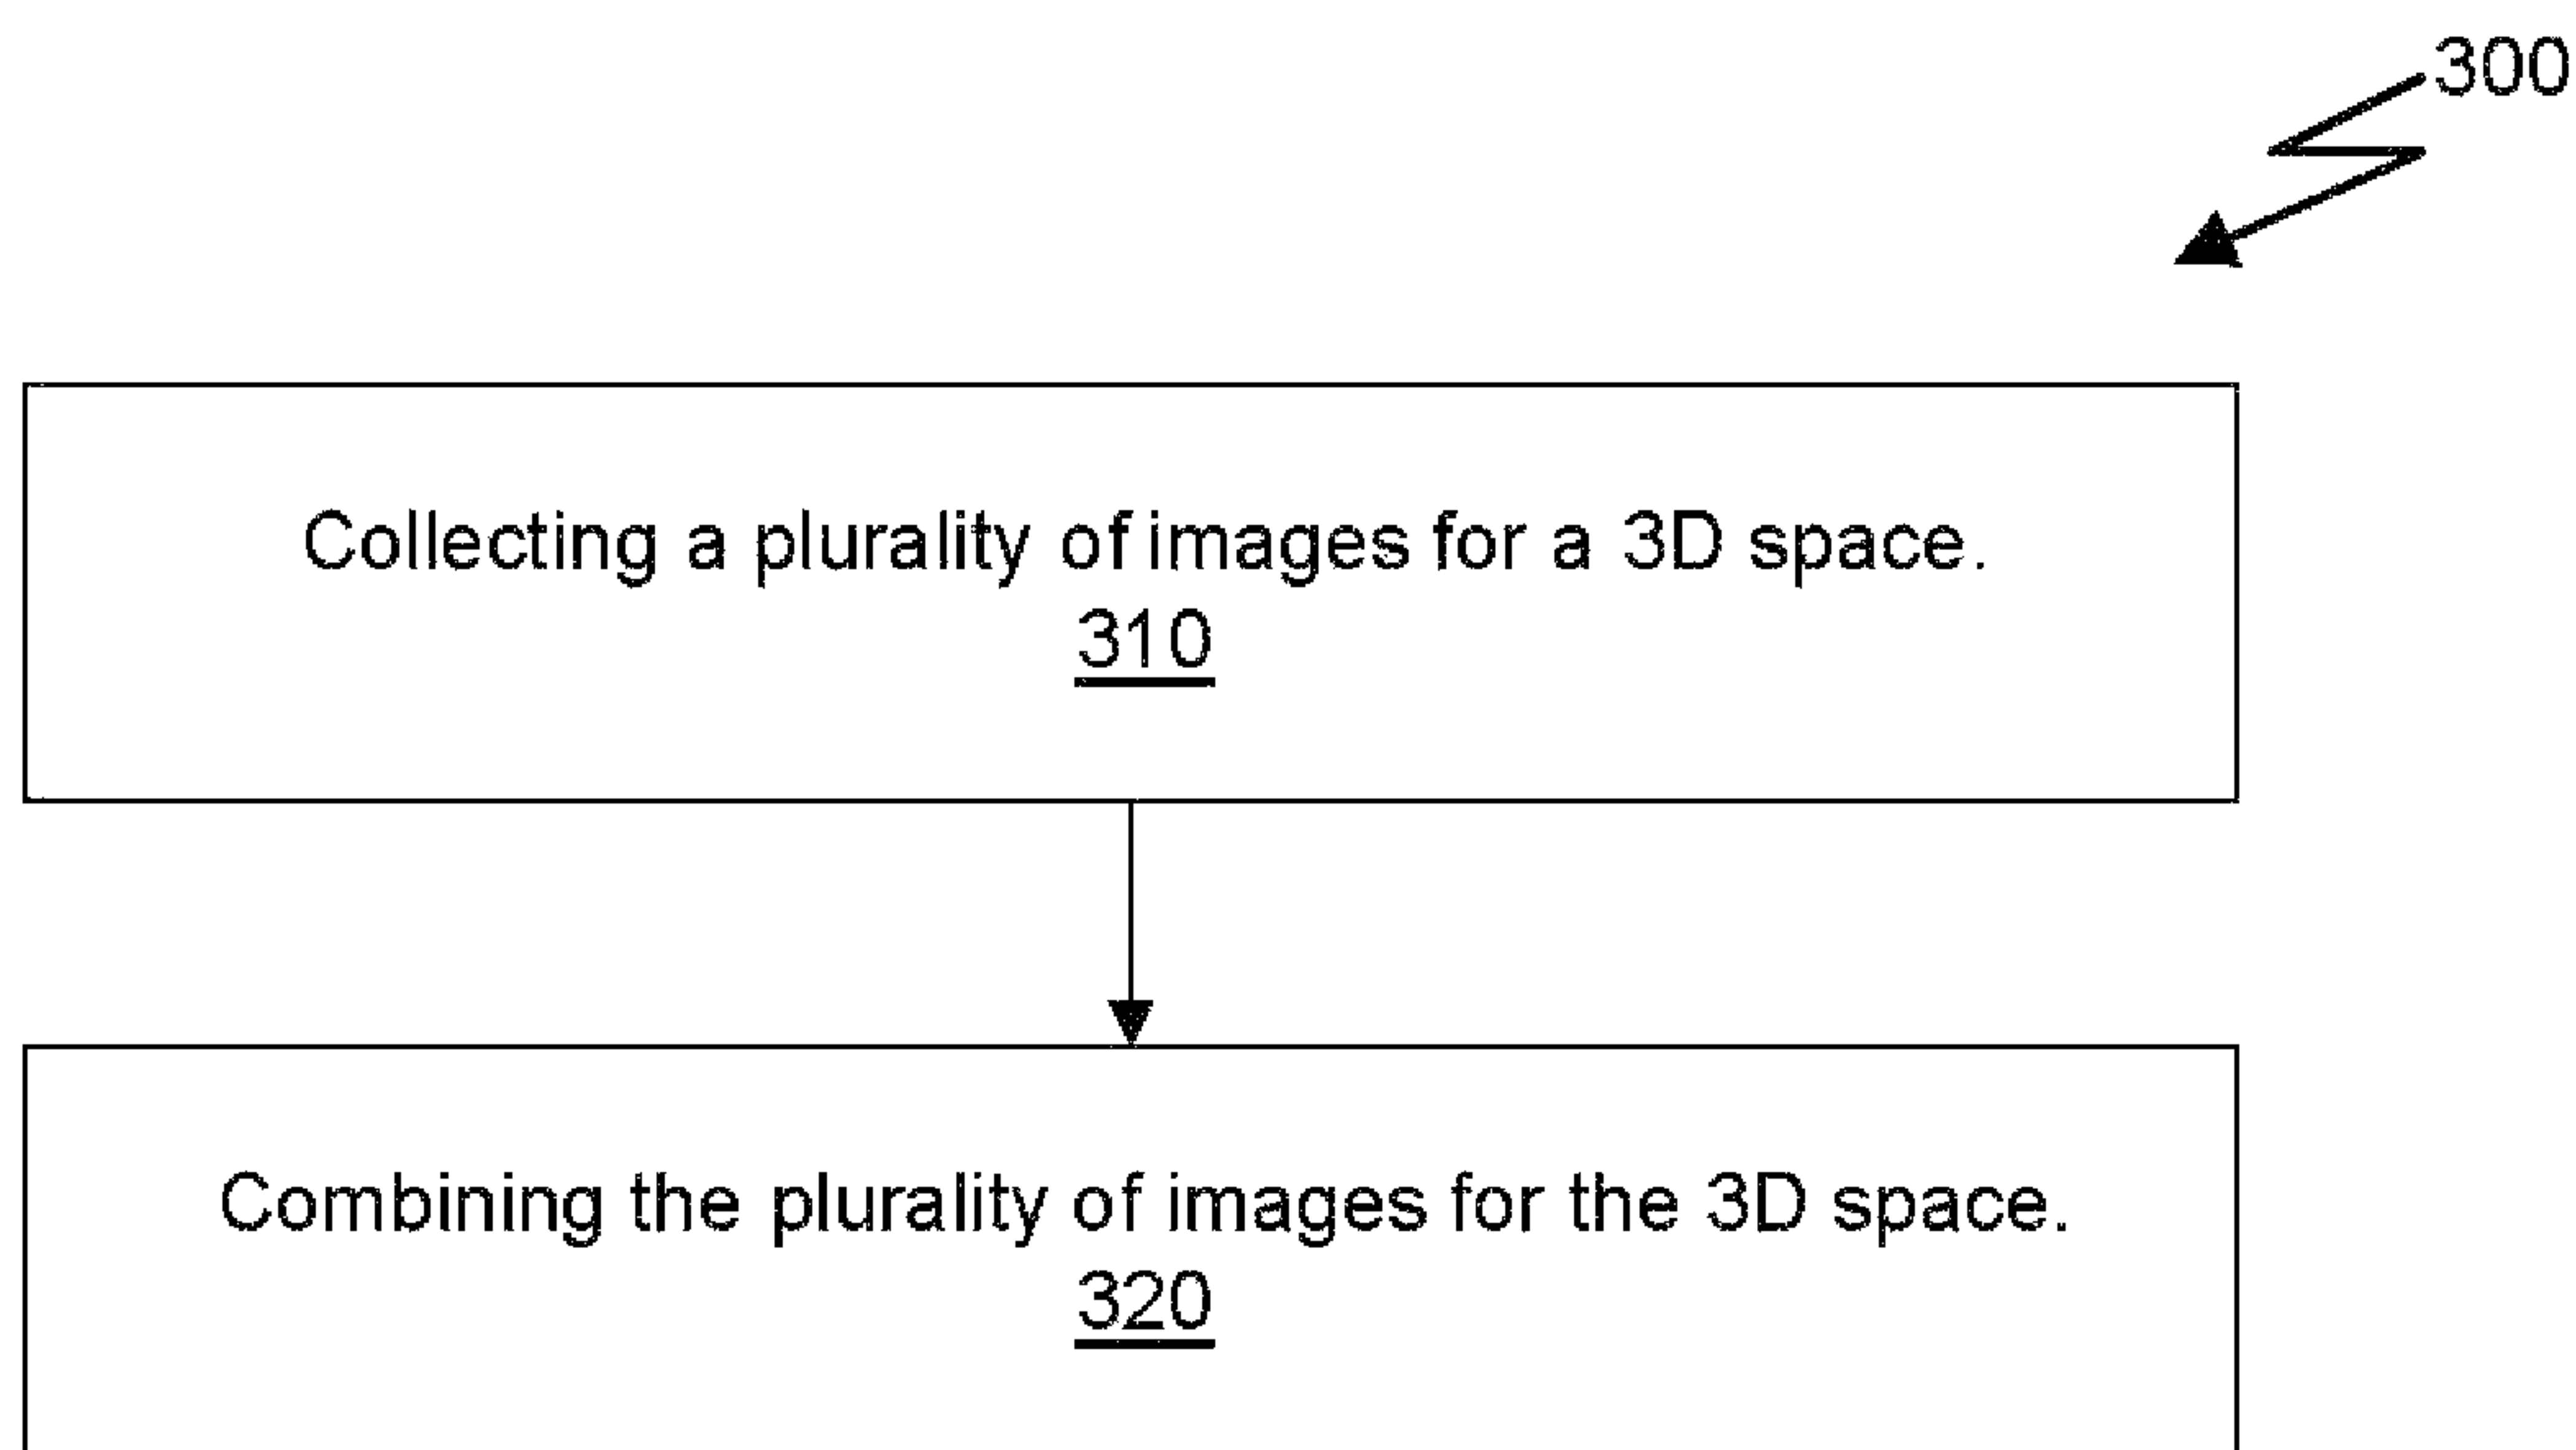 300
Collecting a plurality of images for a 3D space.
310
Combining the plurality of images for the 3D space.
320